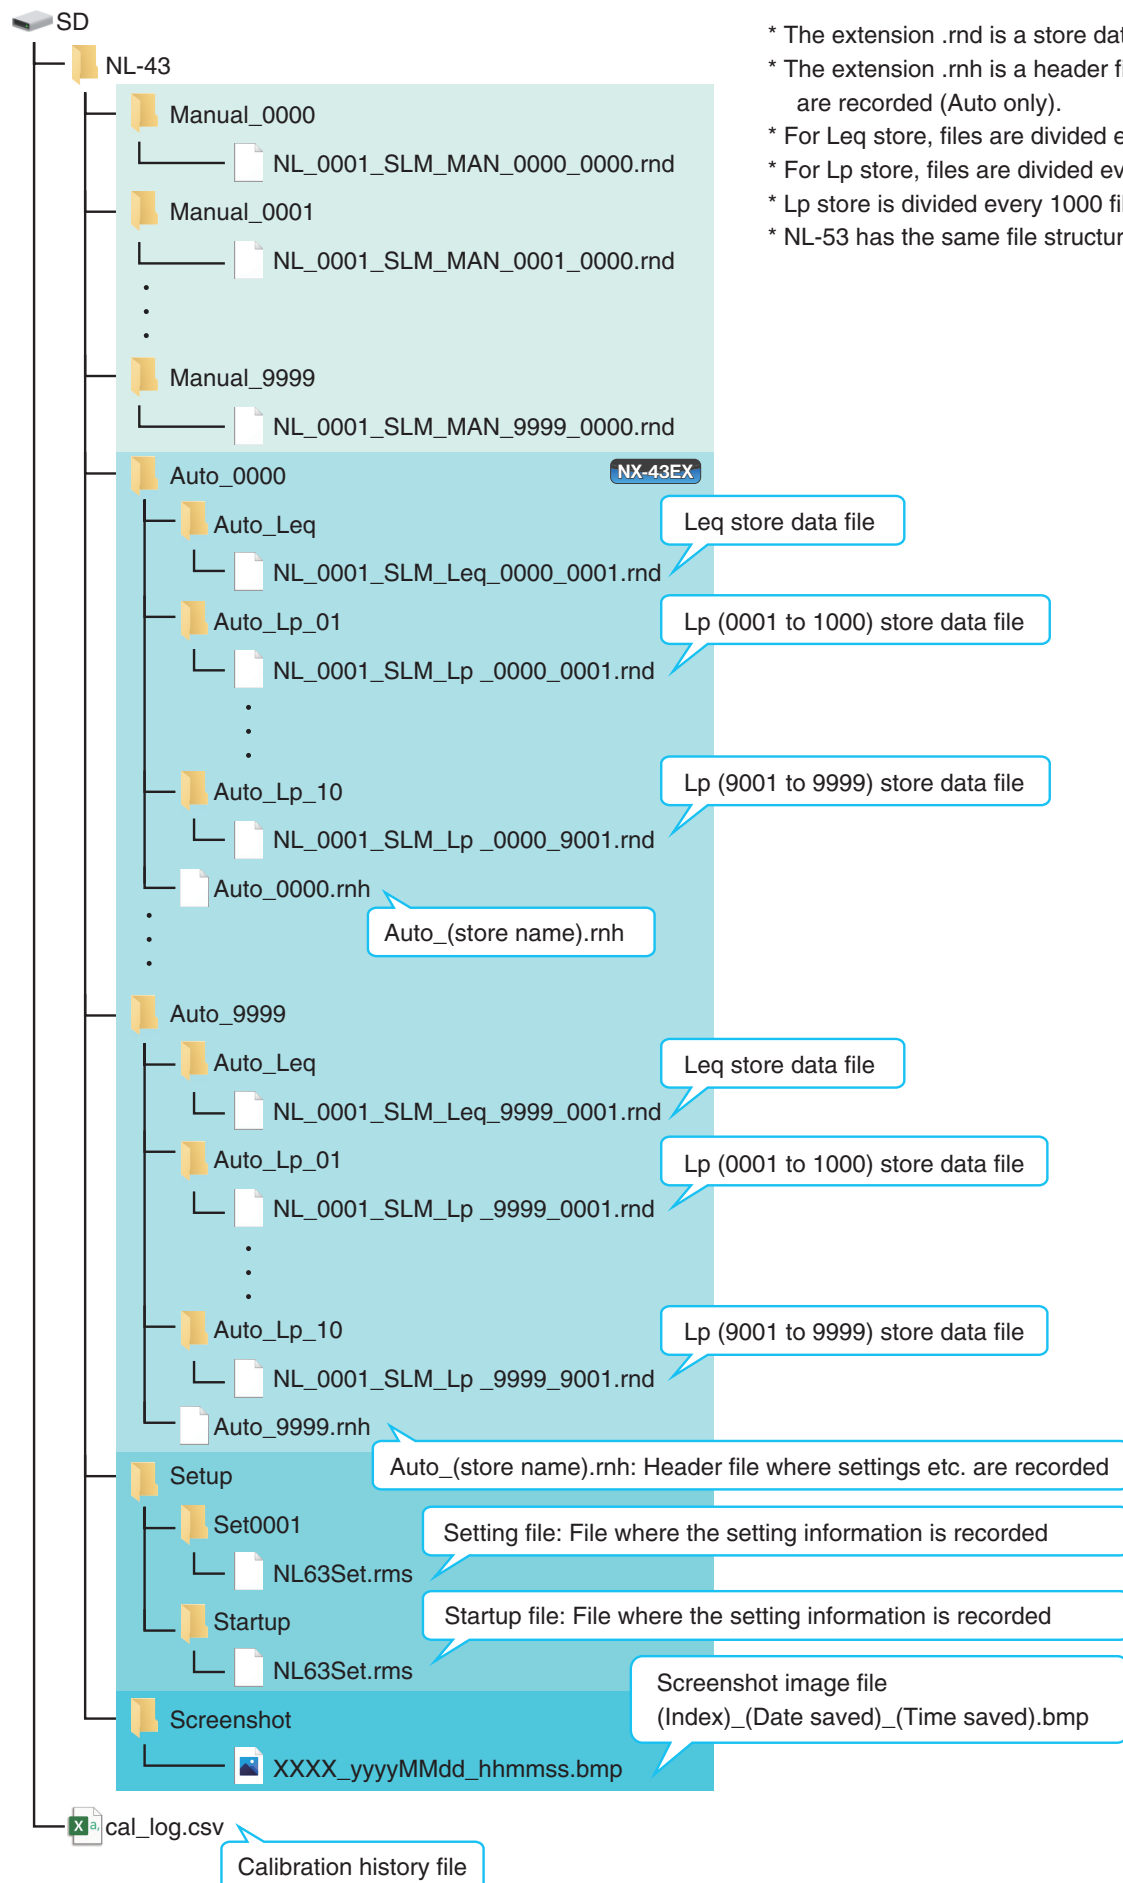 SD
NL-43
* The extension .rnd is a store
* The extension .rnh is a header
are recorded (Auto only).
* For Leq store, files are divided
* For Lp store, files are divided
* Lp store is divided every 1000
* NL-53 has the same file
Manual_0000
NL_0001_SLM_MAN_0000_0000.rnd
Manual_0001
NL_0001_SLM_MAN_0001_0000.rnd
Manual_9999
NL_0001_SLM_MAN_9999_0000.rnd
Auto_0000
NX-43EX
Auto_Leq
Leq store data file
NL_0001_SLM_Leq_0000_0001.rnd
Auto_Lp_01
Lp (0001 to 1000) store data file
NL_0001_SLM_Lp _0000_0001.rnd
Auto_Lp_10
Lp (9001 to 9999) store data file
NL_0001_SLM_Lp _0000_9001.rnd
Auto_0000.rnh
Auto_(store name).rnh
Auto_9999
Auto_Leq
Leq store data file
NL_0001_SLM_Leq_9999_0001.rnd
Auto_Lp_01
Lp (0001 to 1000) store data file
NL_0001_SLM_Lp _9999_0001.rnd
Auto_Lp_10
Lp (9001 to 9999) store data file
NL_0001_SLM_Lp _9999_9001.rnd
Auto_9999.rnh
Auto_(store name).rnh: Header file where settings etc. are recorded
Setup
Set0001
Setting file: File where the setting information is recorded
NL63Set.rms
Startup
Startup file: File where the setting information is recorded
NL63Set.rms
Screenshot
Screenshot image file
(Index)_(Date saved)_(Time saved).bmp
XXXX_yyyyMMdd_hhmmss.bmp
cal_log.csv
Calibration history file